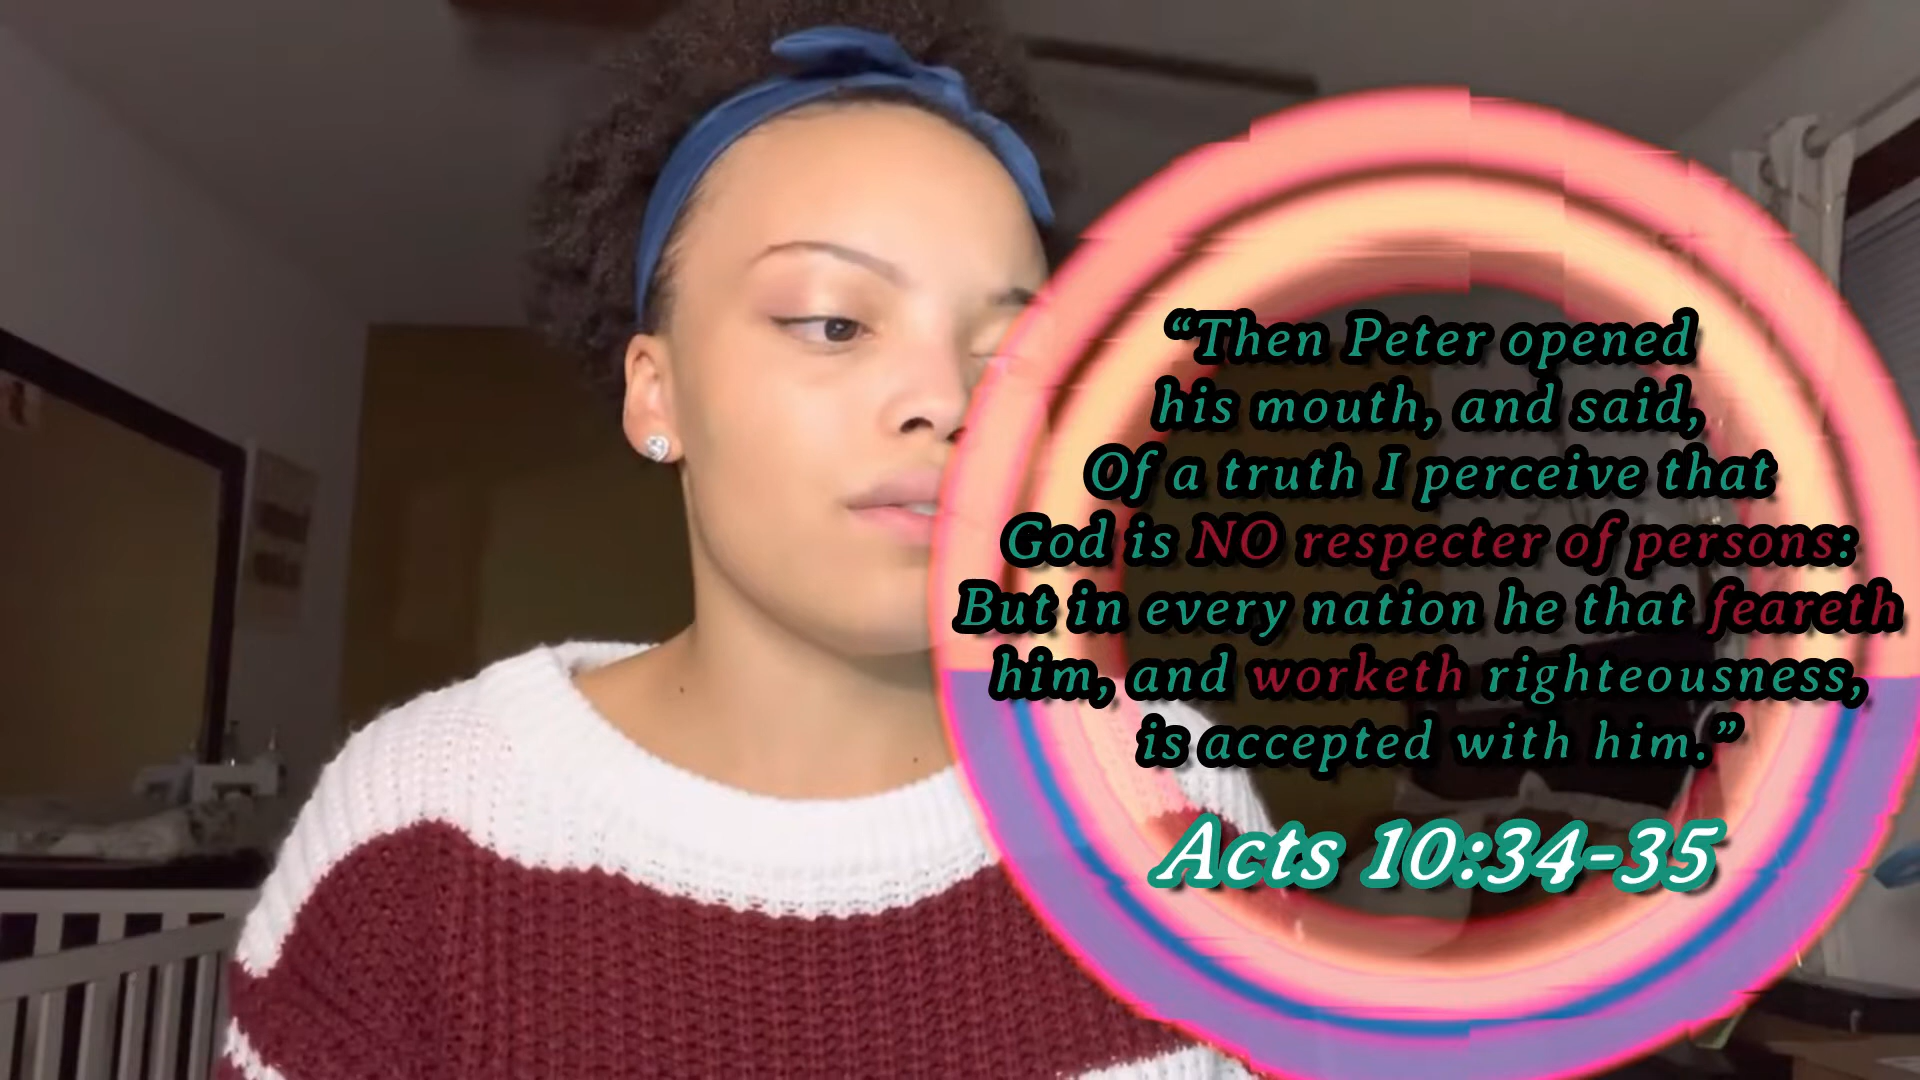 “Then Peter opened
his mouth, and said,
Of a truth I perceive that
God is NO respecter of persons:
But in every nation he that feareth
him, and worketh righteousness,
is accepted with him.”
Acts 10:34-35